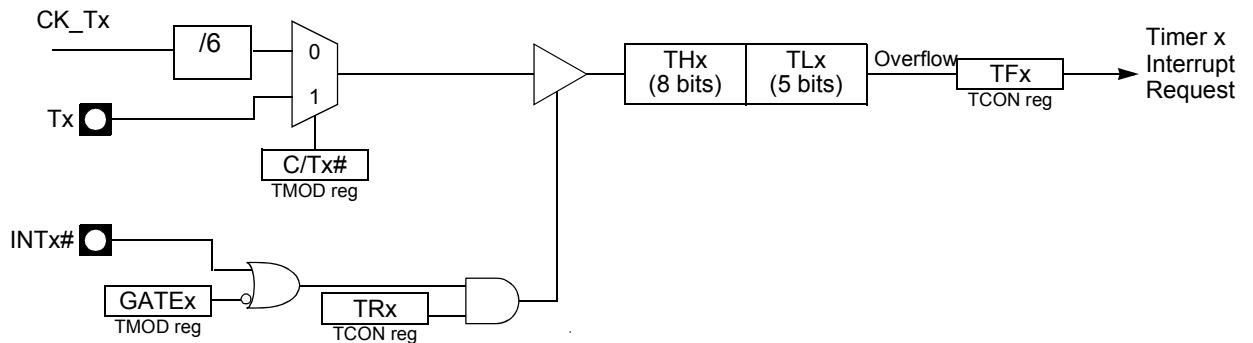 CK_Tx
/6
0
1
Tx
C/Tx#
TMOD reg
THx
(8 bits)
TLx
(5 bits)
Overflow
TFx
TCON reg
Timer x
Interrupt
Request
INTx#
GATEx
TMOD reg
TRx
TCON reg